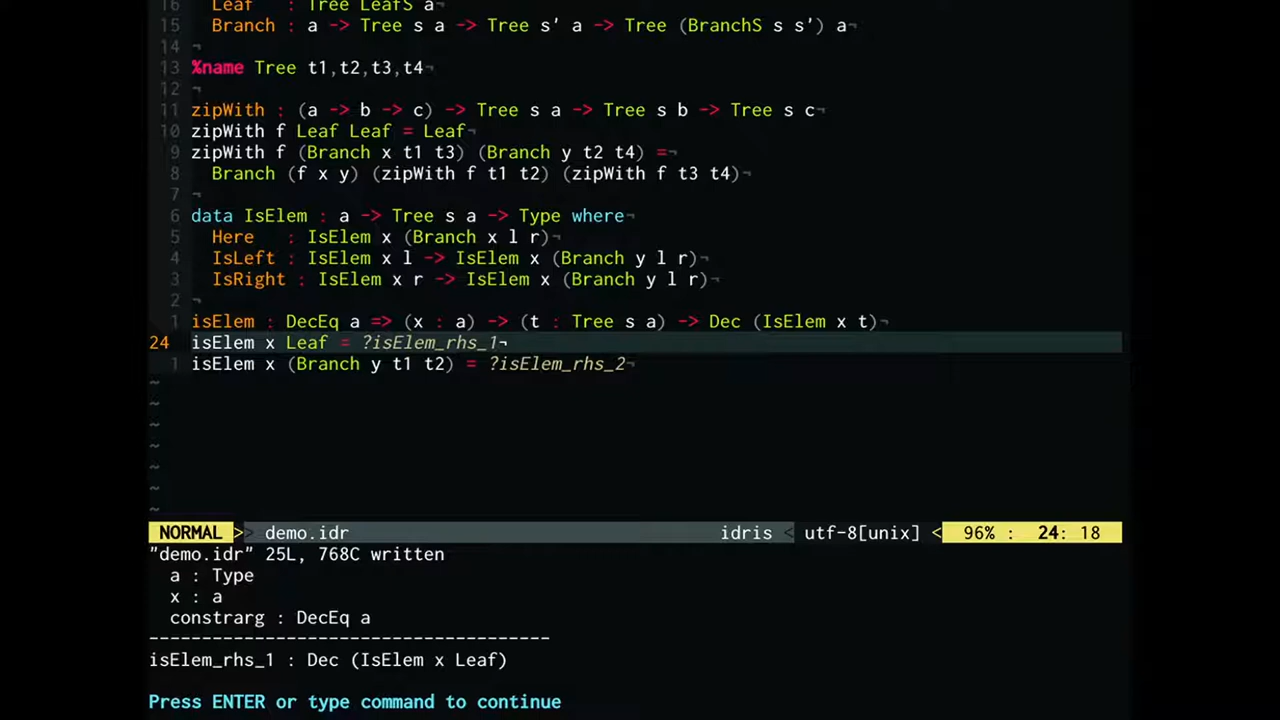 16   Leaf   : Tree LeafS a
15   Branch : a -> Tree s a -> Tree s' a -> Tree (BranchS s s') a¬
14 ¬
13 %name Tree t1,t2,t3,t4¬
12 ¬
11 zipWith : (a -> b -> c) -> Tree s a -> Tree s b -> Tree s c¬
10 zipWith f Leaf Leaf = Leaf¬
9 zipWith f (Branch x t1 t3) (Branch y t2 t4) =¬
8   Branch (f x y) (zipWith f t1 t2) (zipWith f t3 t4)¬
7 ¬
6 data IsElem : a -> Tree s a -> Type where¬
5   Here   : IsElem x (Branch x l r)¬
4   IsLeft : IsElem x l -> IsElem x (Branch y l r)¬
3   IsRight : IsElem x r -> IsElem x (Branch y l r)¬
2 ¬
1 isElem : DecEq a => (x : a) -> (t : Tree s a) -> Dec (IsElem x t)¬
24 isElem x Leaf = ?isElem_rhs_1¬
1 isElem x (Branch y t1 t2) = ?isElem_rhs_2¬
~
~
~
~
~
~
~
NORMAL > demo.idr idris < utf-8[unix] < 96% : 24: 18
"demo.idr" 25L, 768C written
  a : Type
  x : a
  constrarg : DecEq a
--------------------------------------
isElem_rhs_1 : Dec (IsElem x Leaf)
Press ENTER or type command to continue